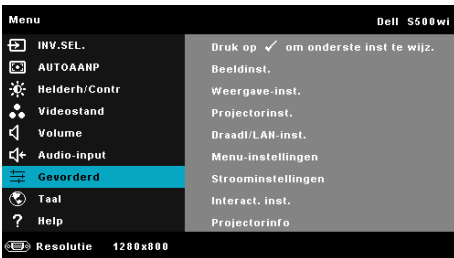 Menu Dell S500wi
INV.SEL. Druk op ✓ om onderste inst te wijz.
AUTOAANP Beeldinst.
Helderh/Contr Weergave-inst.
Videostand Projectorinst.
Volume Draadl/LAN-inst.
Audio-input Menu-instellingen
Gevorderd Stroominstellingen
Taal Interact. inst.
? Help Projectorinfo
Resolutie 1280x800